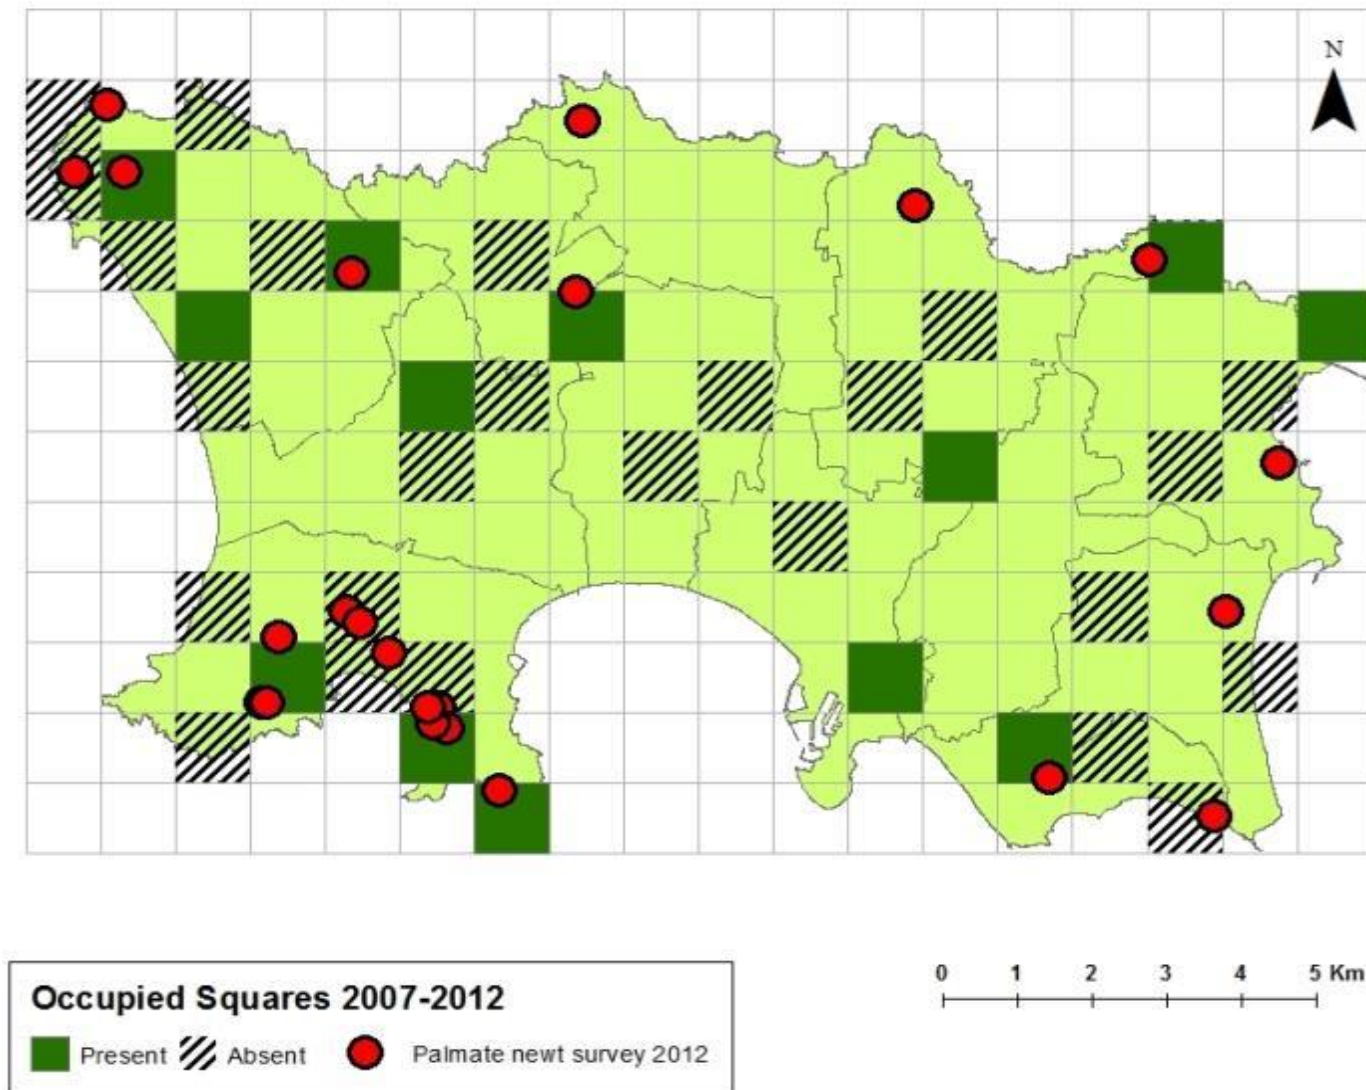 N
0 1 2 3 4 5 Km
Occupied Squares 2007-2012
Present Absent Palmate newt survey 2012